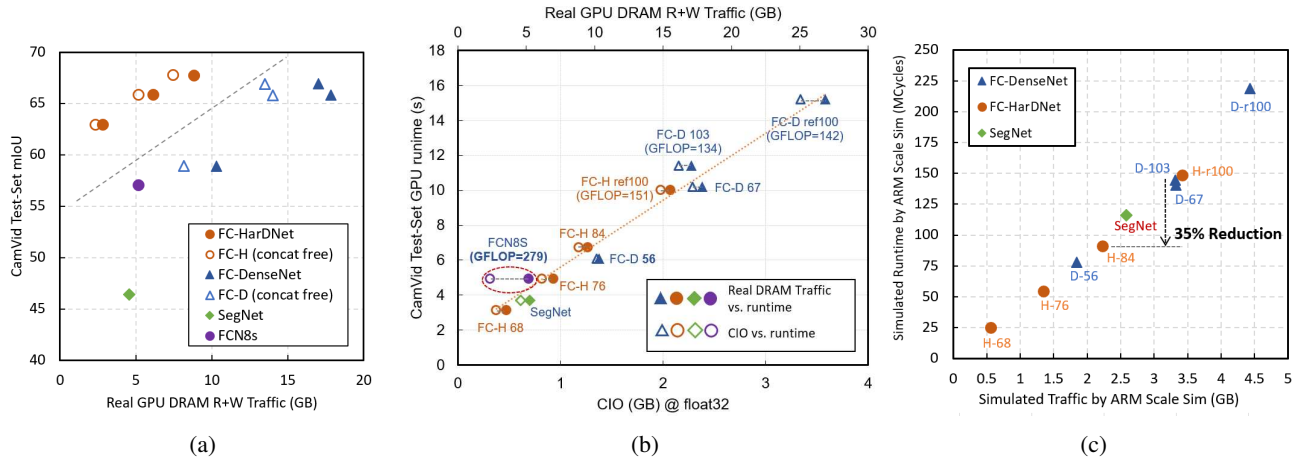 70
65
60
55
50
45
40
0
5
10
15
20
CamVid Test-Set mIoU
Real GPU DRAM R+W Traffic (GB)
FC-HarDNet
FC-H (concat free)
FC-DenseNet
FC-D (concat free)
SegNet
FCN8s
(a)
Real GPU DRAM R+W Traffic (GB)
0
5
10
15
20
25
30
18
16
14
12
10
8
6
4
2
0
CamVid Test-Set GPU runime (s)
FC-D ref100
(GFLOP=142)
FC-D 103
(GFLOP=134)
FC-H ref100
(GFLOP=151)
FC-D 67
FC-H 84
FCN8S
(GFLOP=279)
FC-D 56
FC-H 76
SegNet
FC-H 68
Real DRAM Traffic
vs. runtime
CIO vs. runtime
0
1
2
3
4
CIO (GB) @ float32
(b)
250
225
200
175
150
125
100
75
50
25
0
Simulated Runtime by ARM Scale Sim (MCycles)
FC-DenseNet
FC-HarDNet
SegNet
D-r100
D-103
H-r100
D-67
SegNet
35% Reduction
H-84
D-56
H-76
H-68
0
0.5
1
1.5
2
2.5
3
3.5
4
4.5
5
Simulated Traffic by ARM Scale Sim (GB)
(c)